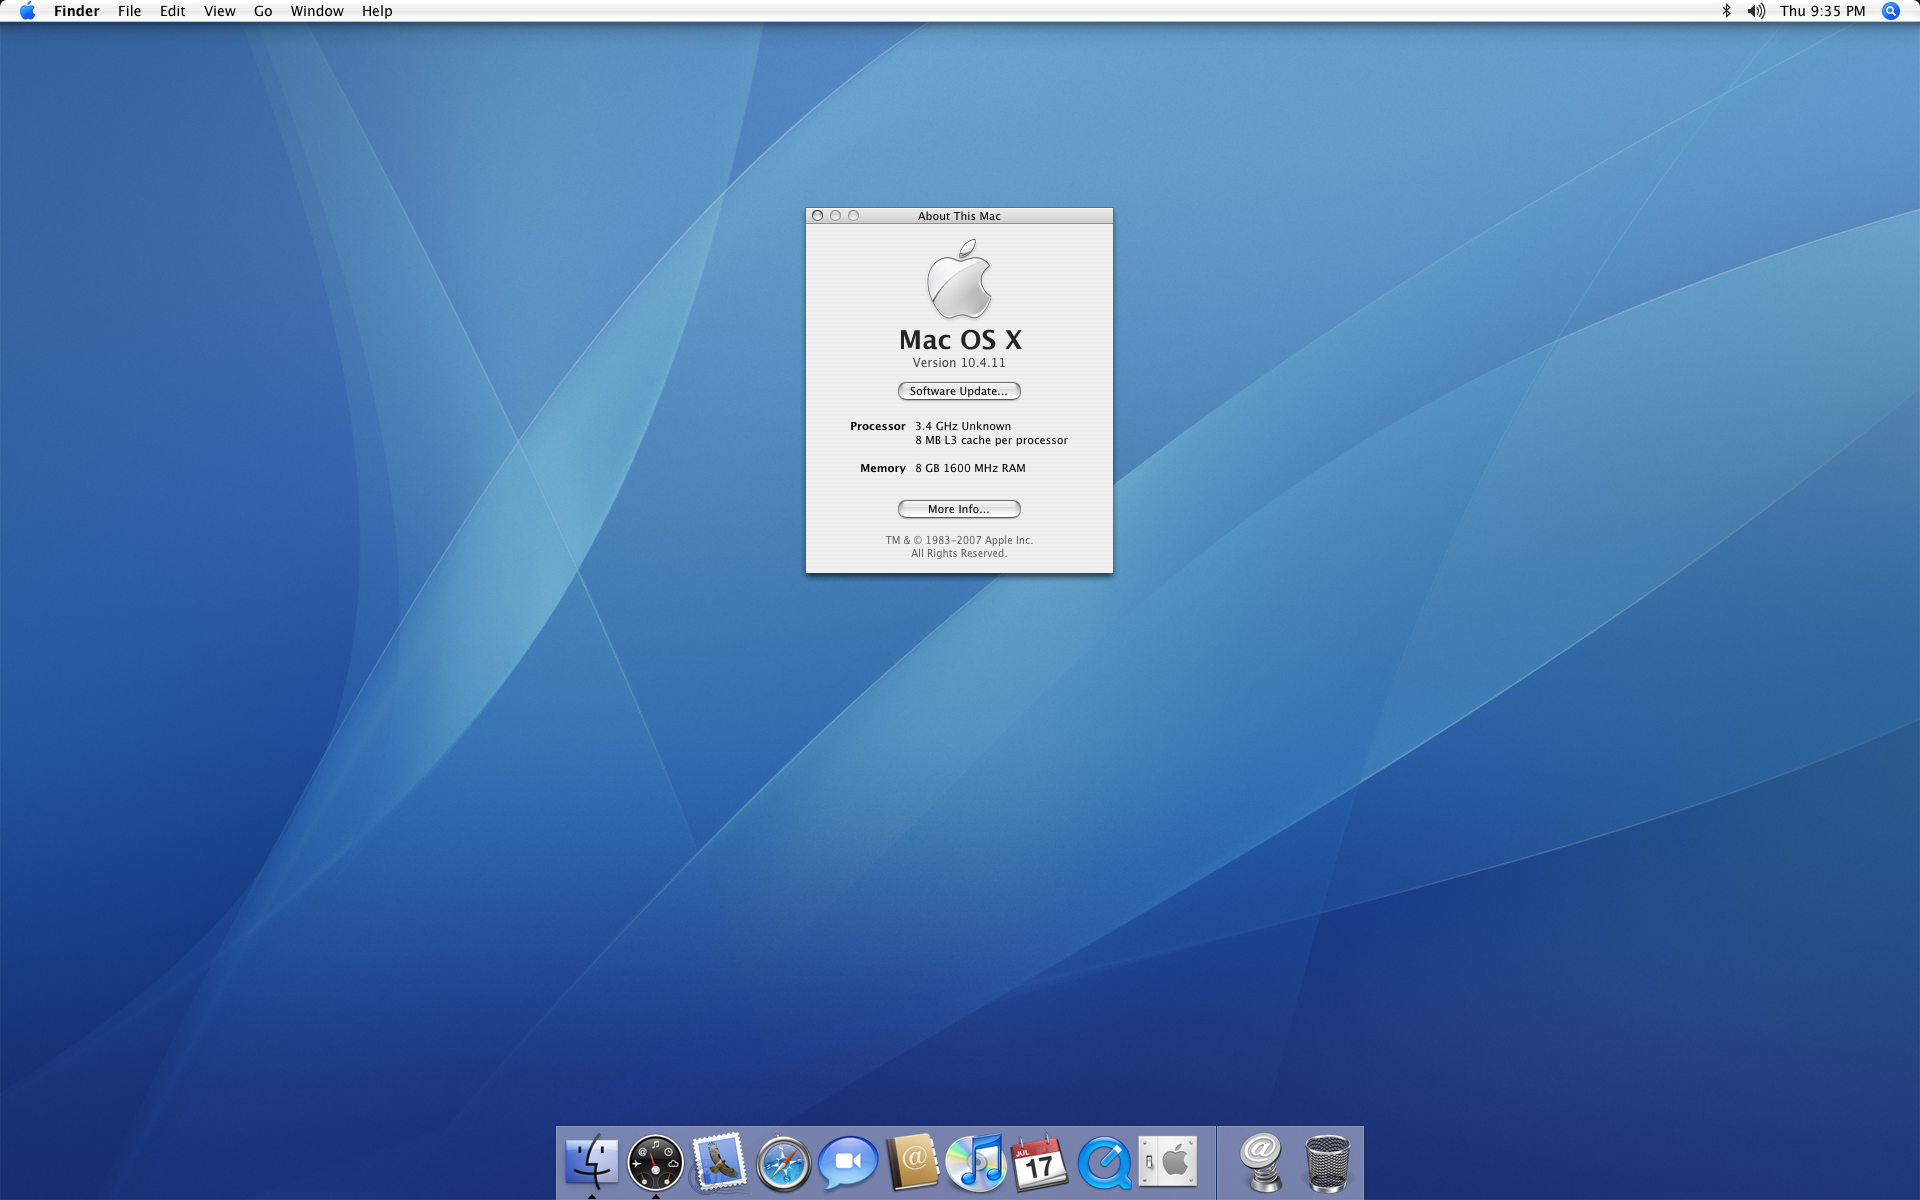 Finder File Edit View Go Window Help
Thu 9:35 PM
About This Mac
Mac OS X
Version 10.4.11
Software Update...
Processor 3.4 GHz Unknown
8 MB L3 cache per processor
Memory 8 GB 1600 MHz RAM
More Info...
TM & © 1983-2007 Apple Inc.
All Rights Reserved.
@
@
JUL
17
@